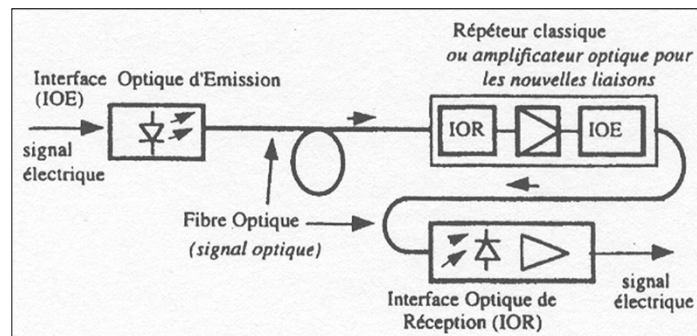 Répéteur classique
ou amplificateur optique pour
les nouvelles liaisons
Interface Optique d'Emission
(IOE)
IOR
IOE
signal
électrique
Fibre Optique
(signal optique)
signal
électrique
Interface Optique de
Réception (IOR)